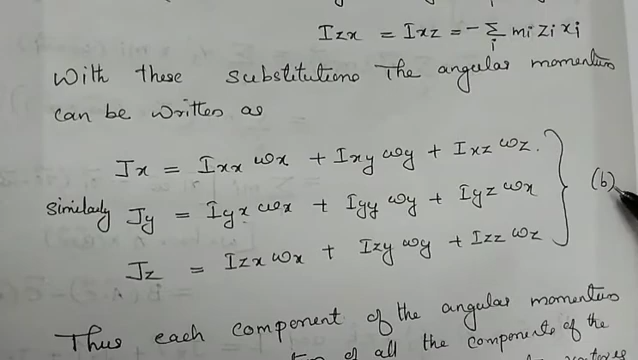 Izx = Ixz = - Σi mi zi xi
With these substitutions The angular momentum
can be written as
Jx = Ixx ωx + Ixy ωy + Ixz ωz.
similarly Jy = Iyx ωx + Iyy ωy + Iyz ωx
(b)
Jz = Izx ωx + Izy ωy + Izz ωz
Thus each component of the angular momentum
of all the components of the